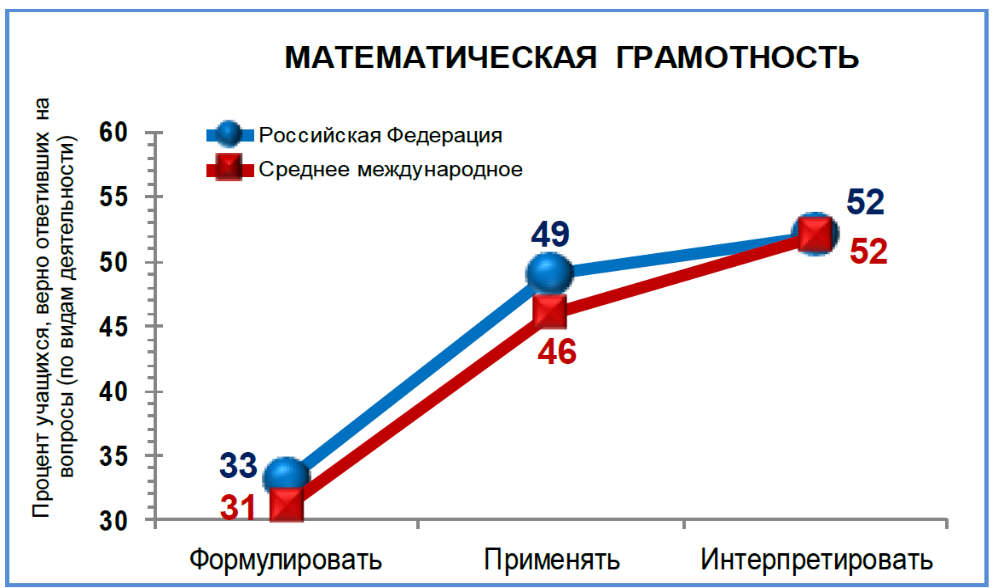 МАТЕМАТИЧЕСКАЯ ГРАМОТНОСТЬ
Процент учащихся, верно ответивших на
вопросы (по видам деятельности)
Российская Федерация
Среднее международное
60
55
50
45
40
35
30
33
31
49
46
52
52
Формулировать
Применять
Интерпретировать